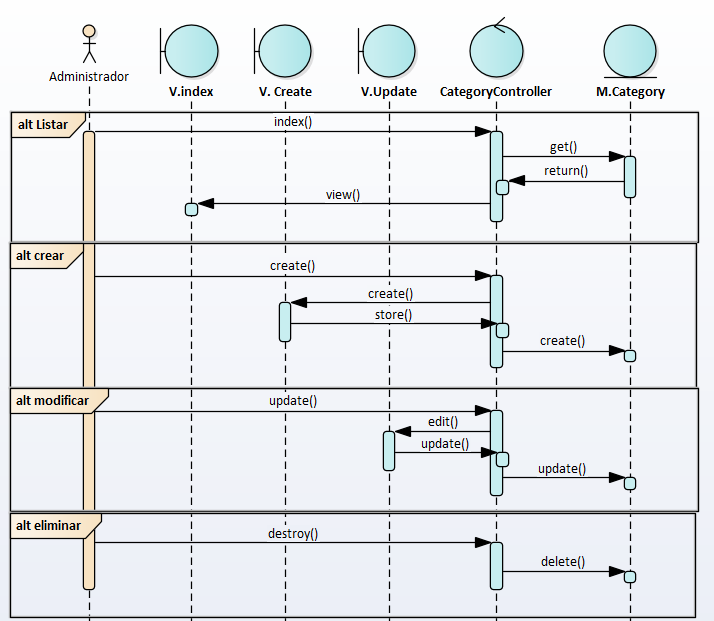 Administrador
V.index
V. Create
V.Update
CategoryController
M.Category
alt Listar
index()
get()
return()
view()
alt crear
create()
create()
store()
create()
alt modificar
update()
edit()
update()
update()
alt eliminar
destroy()
delete()